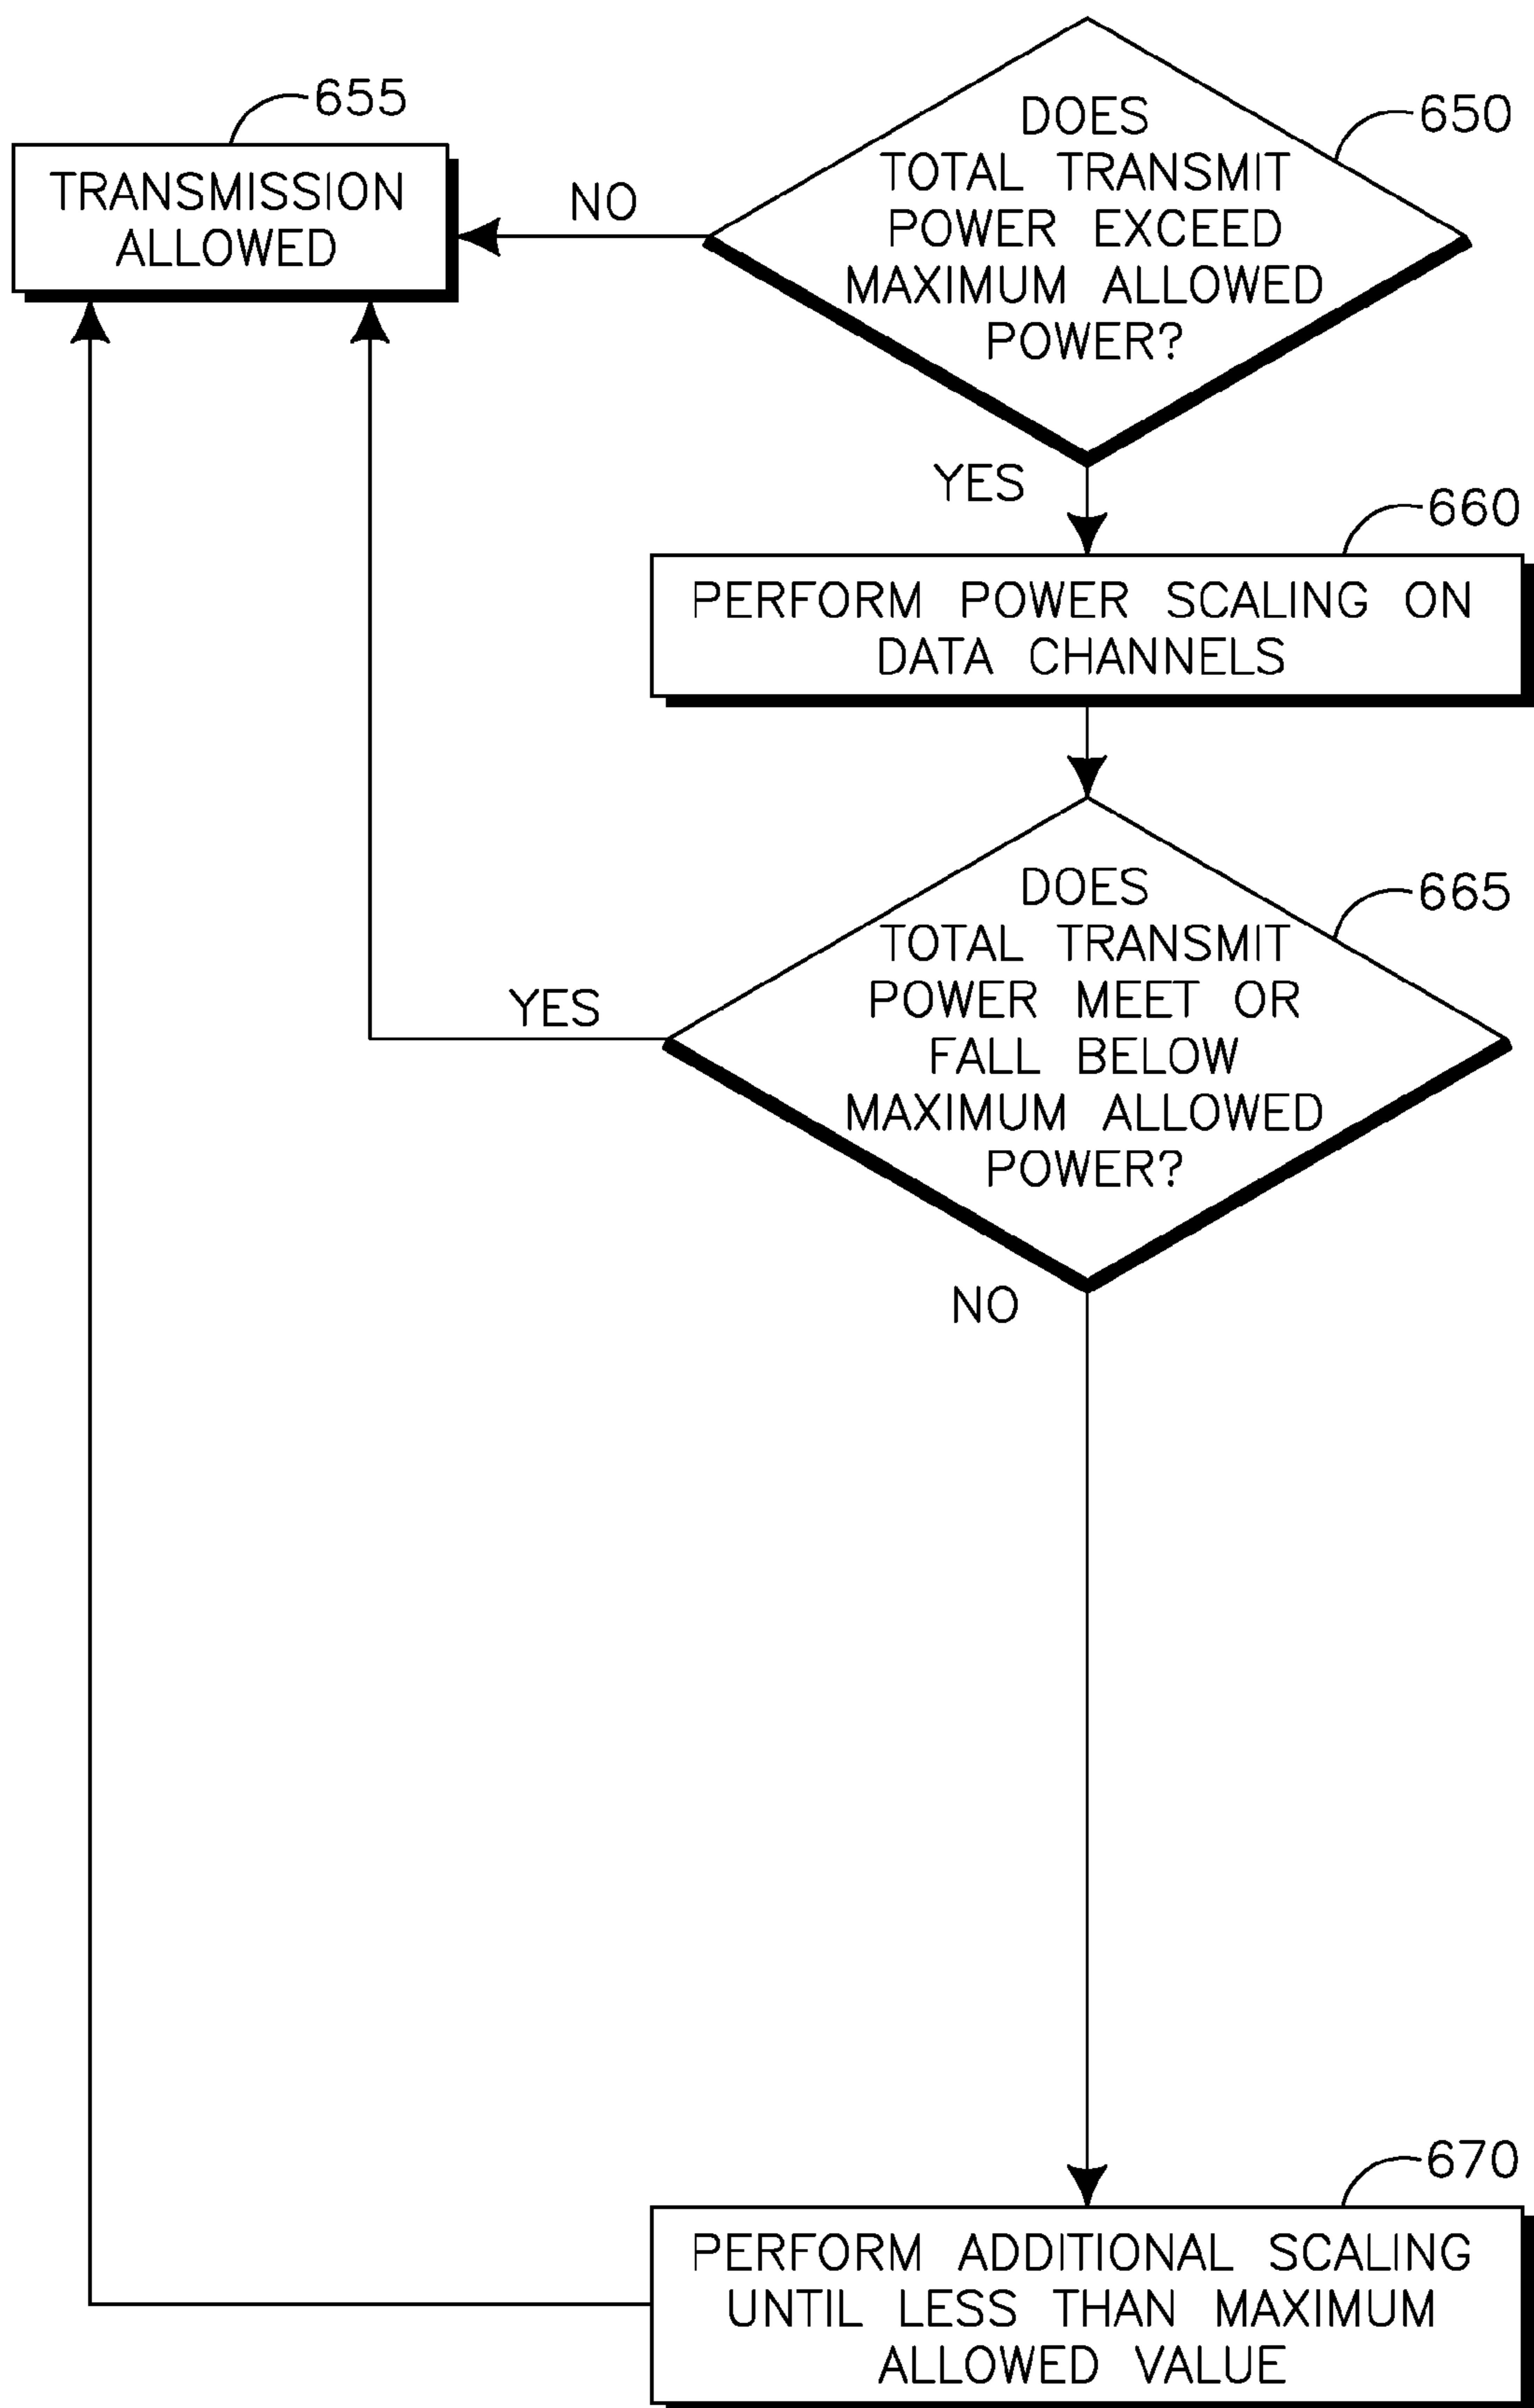 655
TRANSMISSION
ALLOWED
NO
DOES
TOTAL TRANSMIT
POWER EXCEED
MAXIMUM ALLOWED
POWER?
650
YES
660
PERFORM POWER SCALING ON
DATA CHANNELS
DOES
TOTAL TRANSMIT
POWER MEET OR
FALL BELOW
MAXIMUM ALLOWED
POWER?
665
YES
NO
670
PERFORM ADDITIONAL SCALING
UNTIL LESS THAN MAXIMUM
ALLOWED VALUE